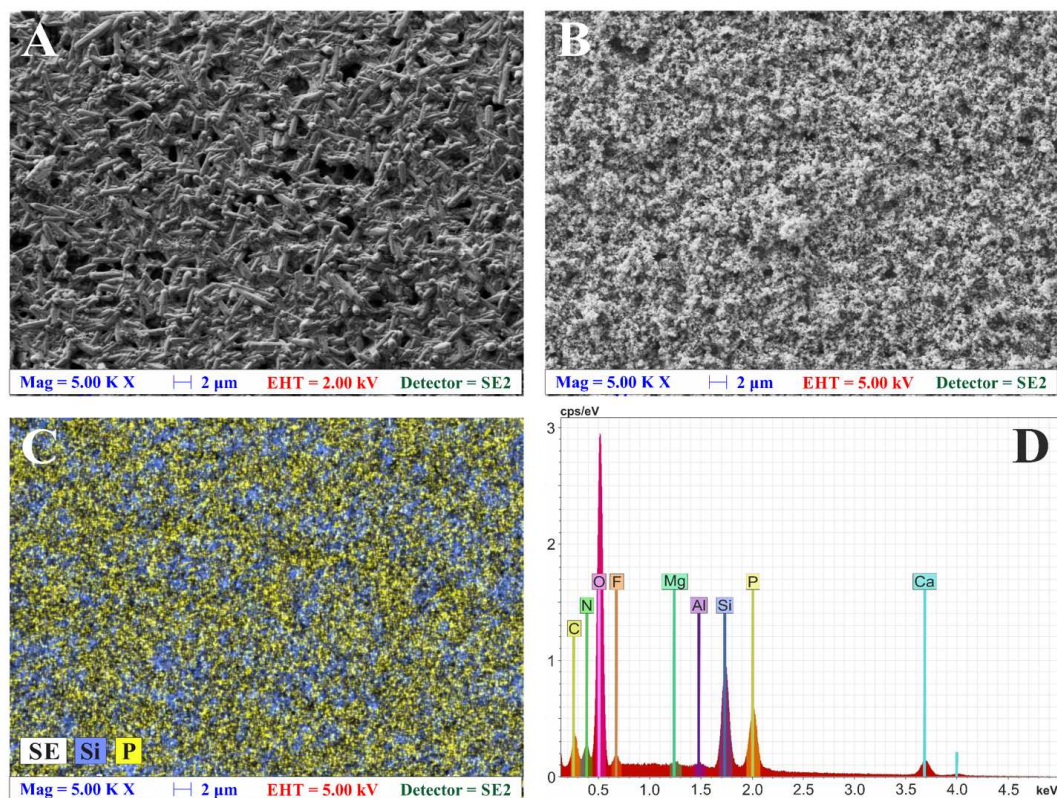 A
Mag = 5.00 K X 2 µm EHT = 2.00 kV Detector = SE2
B
Mag = 5.00 K X 2 µm EHT = 5.00 kV Detector = SE2
C
SE Si P
Mag = 5.00 K X 2 µm EHT = 5.00 kV Detector = SE2
D
cps/eV
3
2
1
0
C N O F Mg Al Si P Ca
0.5 1.0 1.5 2.0 2.5 3.0 3.5 4.0 4.5
keV